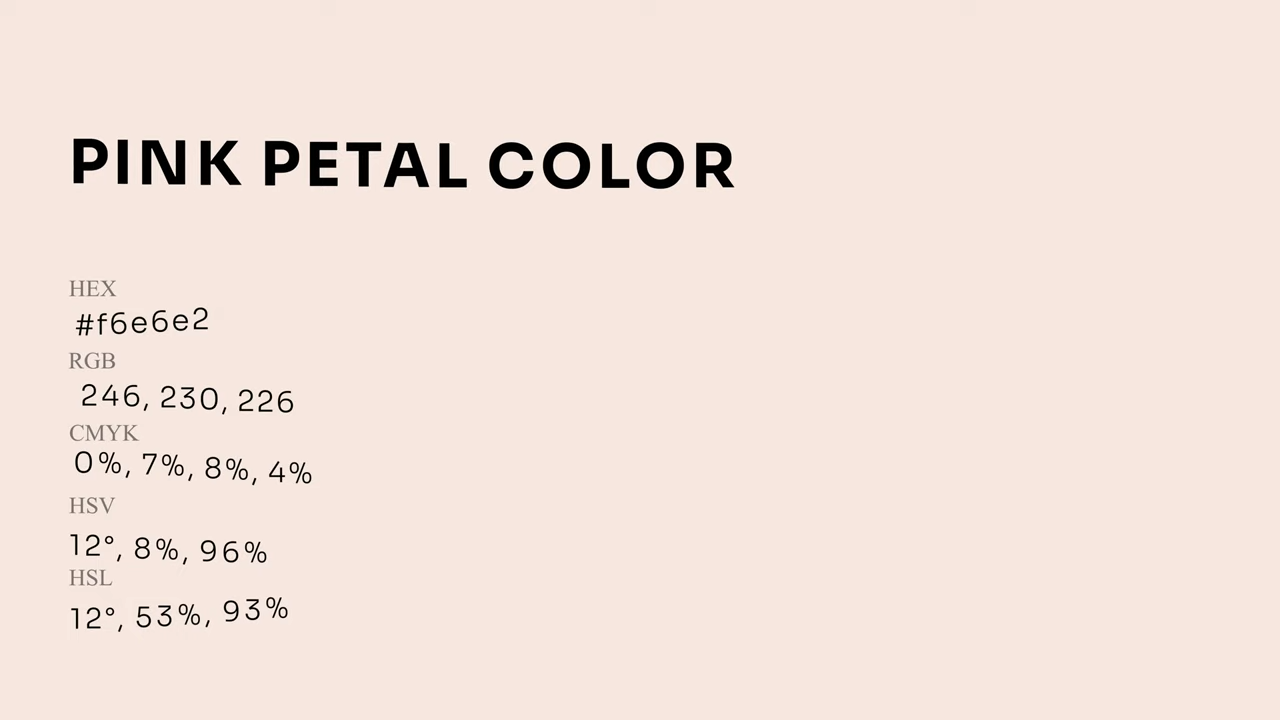 PINK PETAL COLOR
HEX
#f6e6e2
RGB
246, 230, 226
CMYK
0%, 7%, 8%, 4%
HSV
12°, 8%, 96%
HSL
12°, 53%, 93%